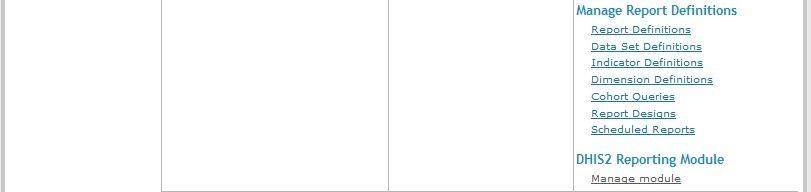 Manage Report Definitions
Report Definitions
Data Set Definitions
Indicator Definitions
Dimension Definitions
Cohort Queries
Report Designs
Scheduled Reports
DHIS2 Reporting Module
Manage module